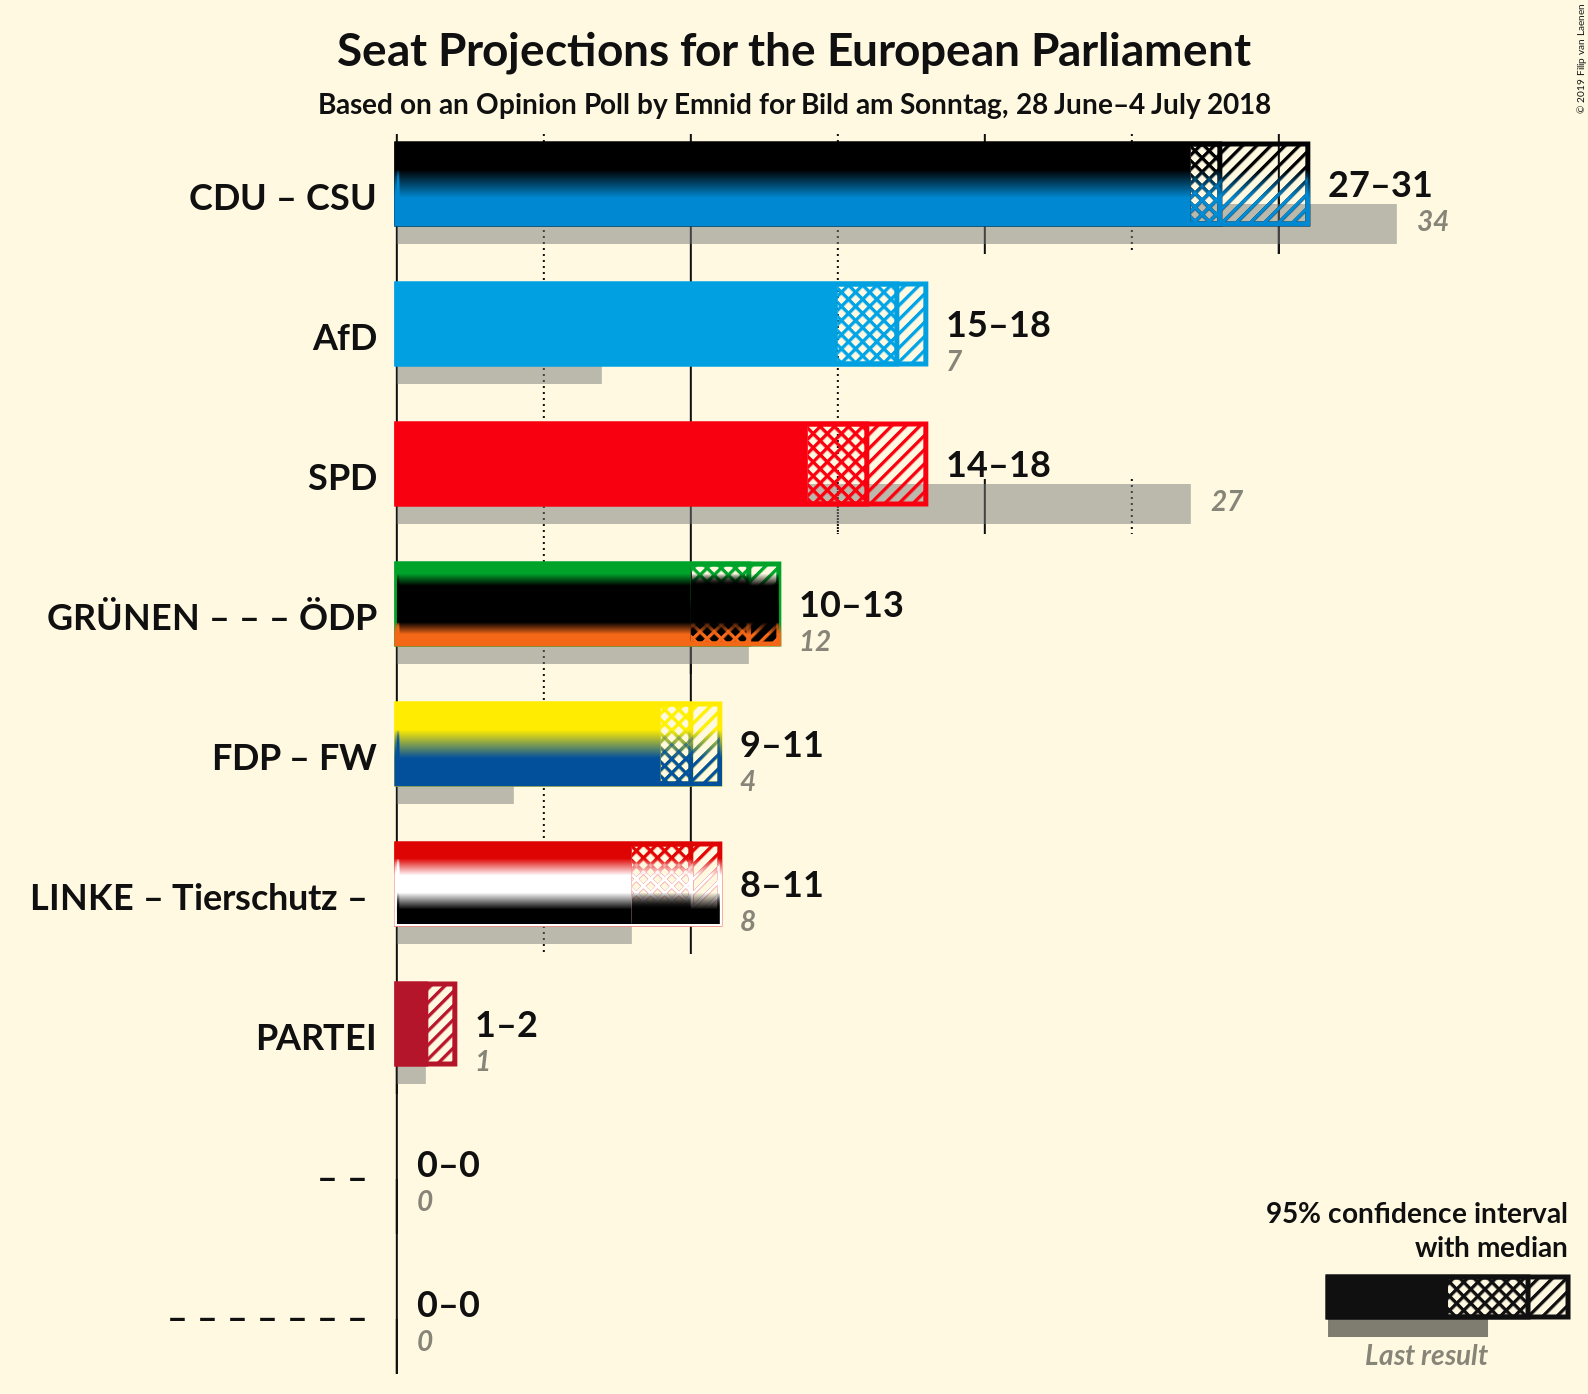 Seat Projections for the European Parliament
Based on an Opinion Poll by Emnid for Bild am Sonntag, 28 June–4 July 2018
© 2019 Filip van Laenen
CDU – CSU
27–31
34
AfD
15–18
7
SPD
14–18
27
GRÜNEN – – – ÖDP
10–13
12
FDP – FW
9–11
4
LINKE – Tierschutz –
8–11
8
PARTEI
1–2
1
– –
0–0
0
– – – – – – –
0–0
0
95% confidence interval
with median
Last result